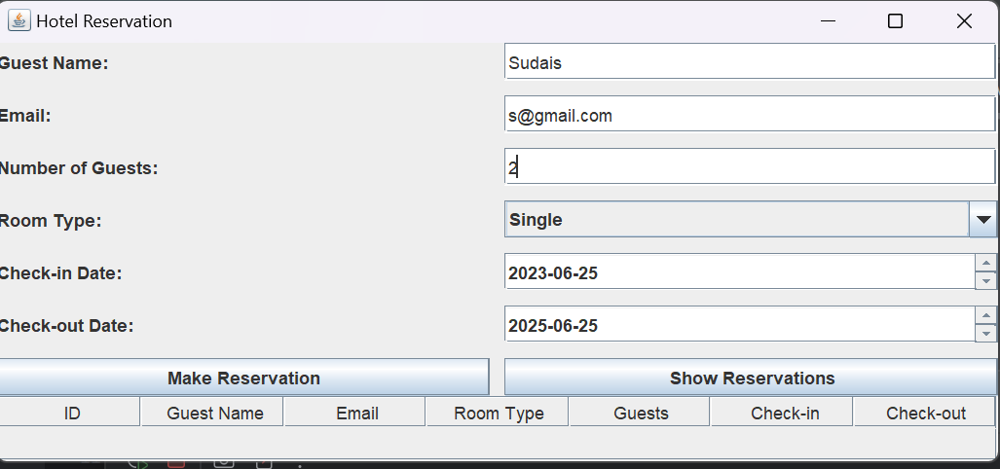 Hotel Reservation
Guest Name: Sudais
Email: s@gmail.com
Number of Guests: 2
Room Type: Single
Check-in Date: 2023-06-25
Check-out Date: 2025-06-25
Make Reservation Show Reservations
ID Guest Name Email Room Type Guests Check-in Check-out